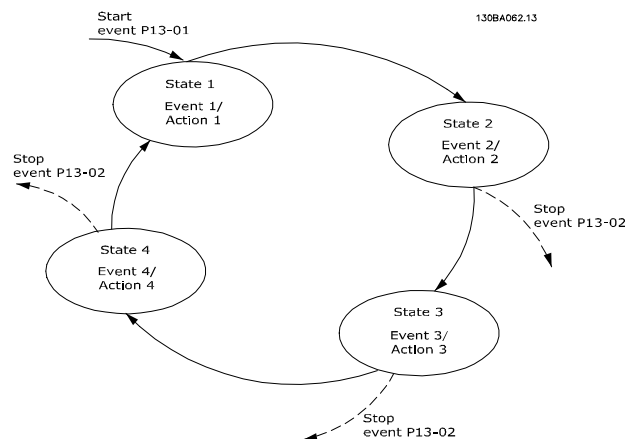 Start
event P13-01
130BA062.13
State 1
Event 1/
Action 1
State 2
Event 2/
Action 2
Stop
event P13-02
Stop
event P13-02
State 4
Event 4/
Action 4
State 3
Event 3/
Action 3
Stop
event P13-02